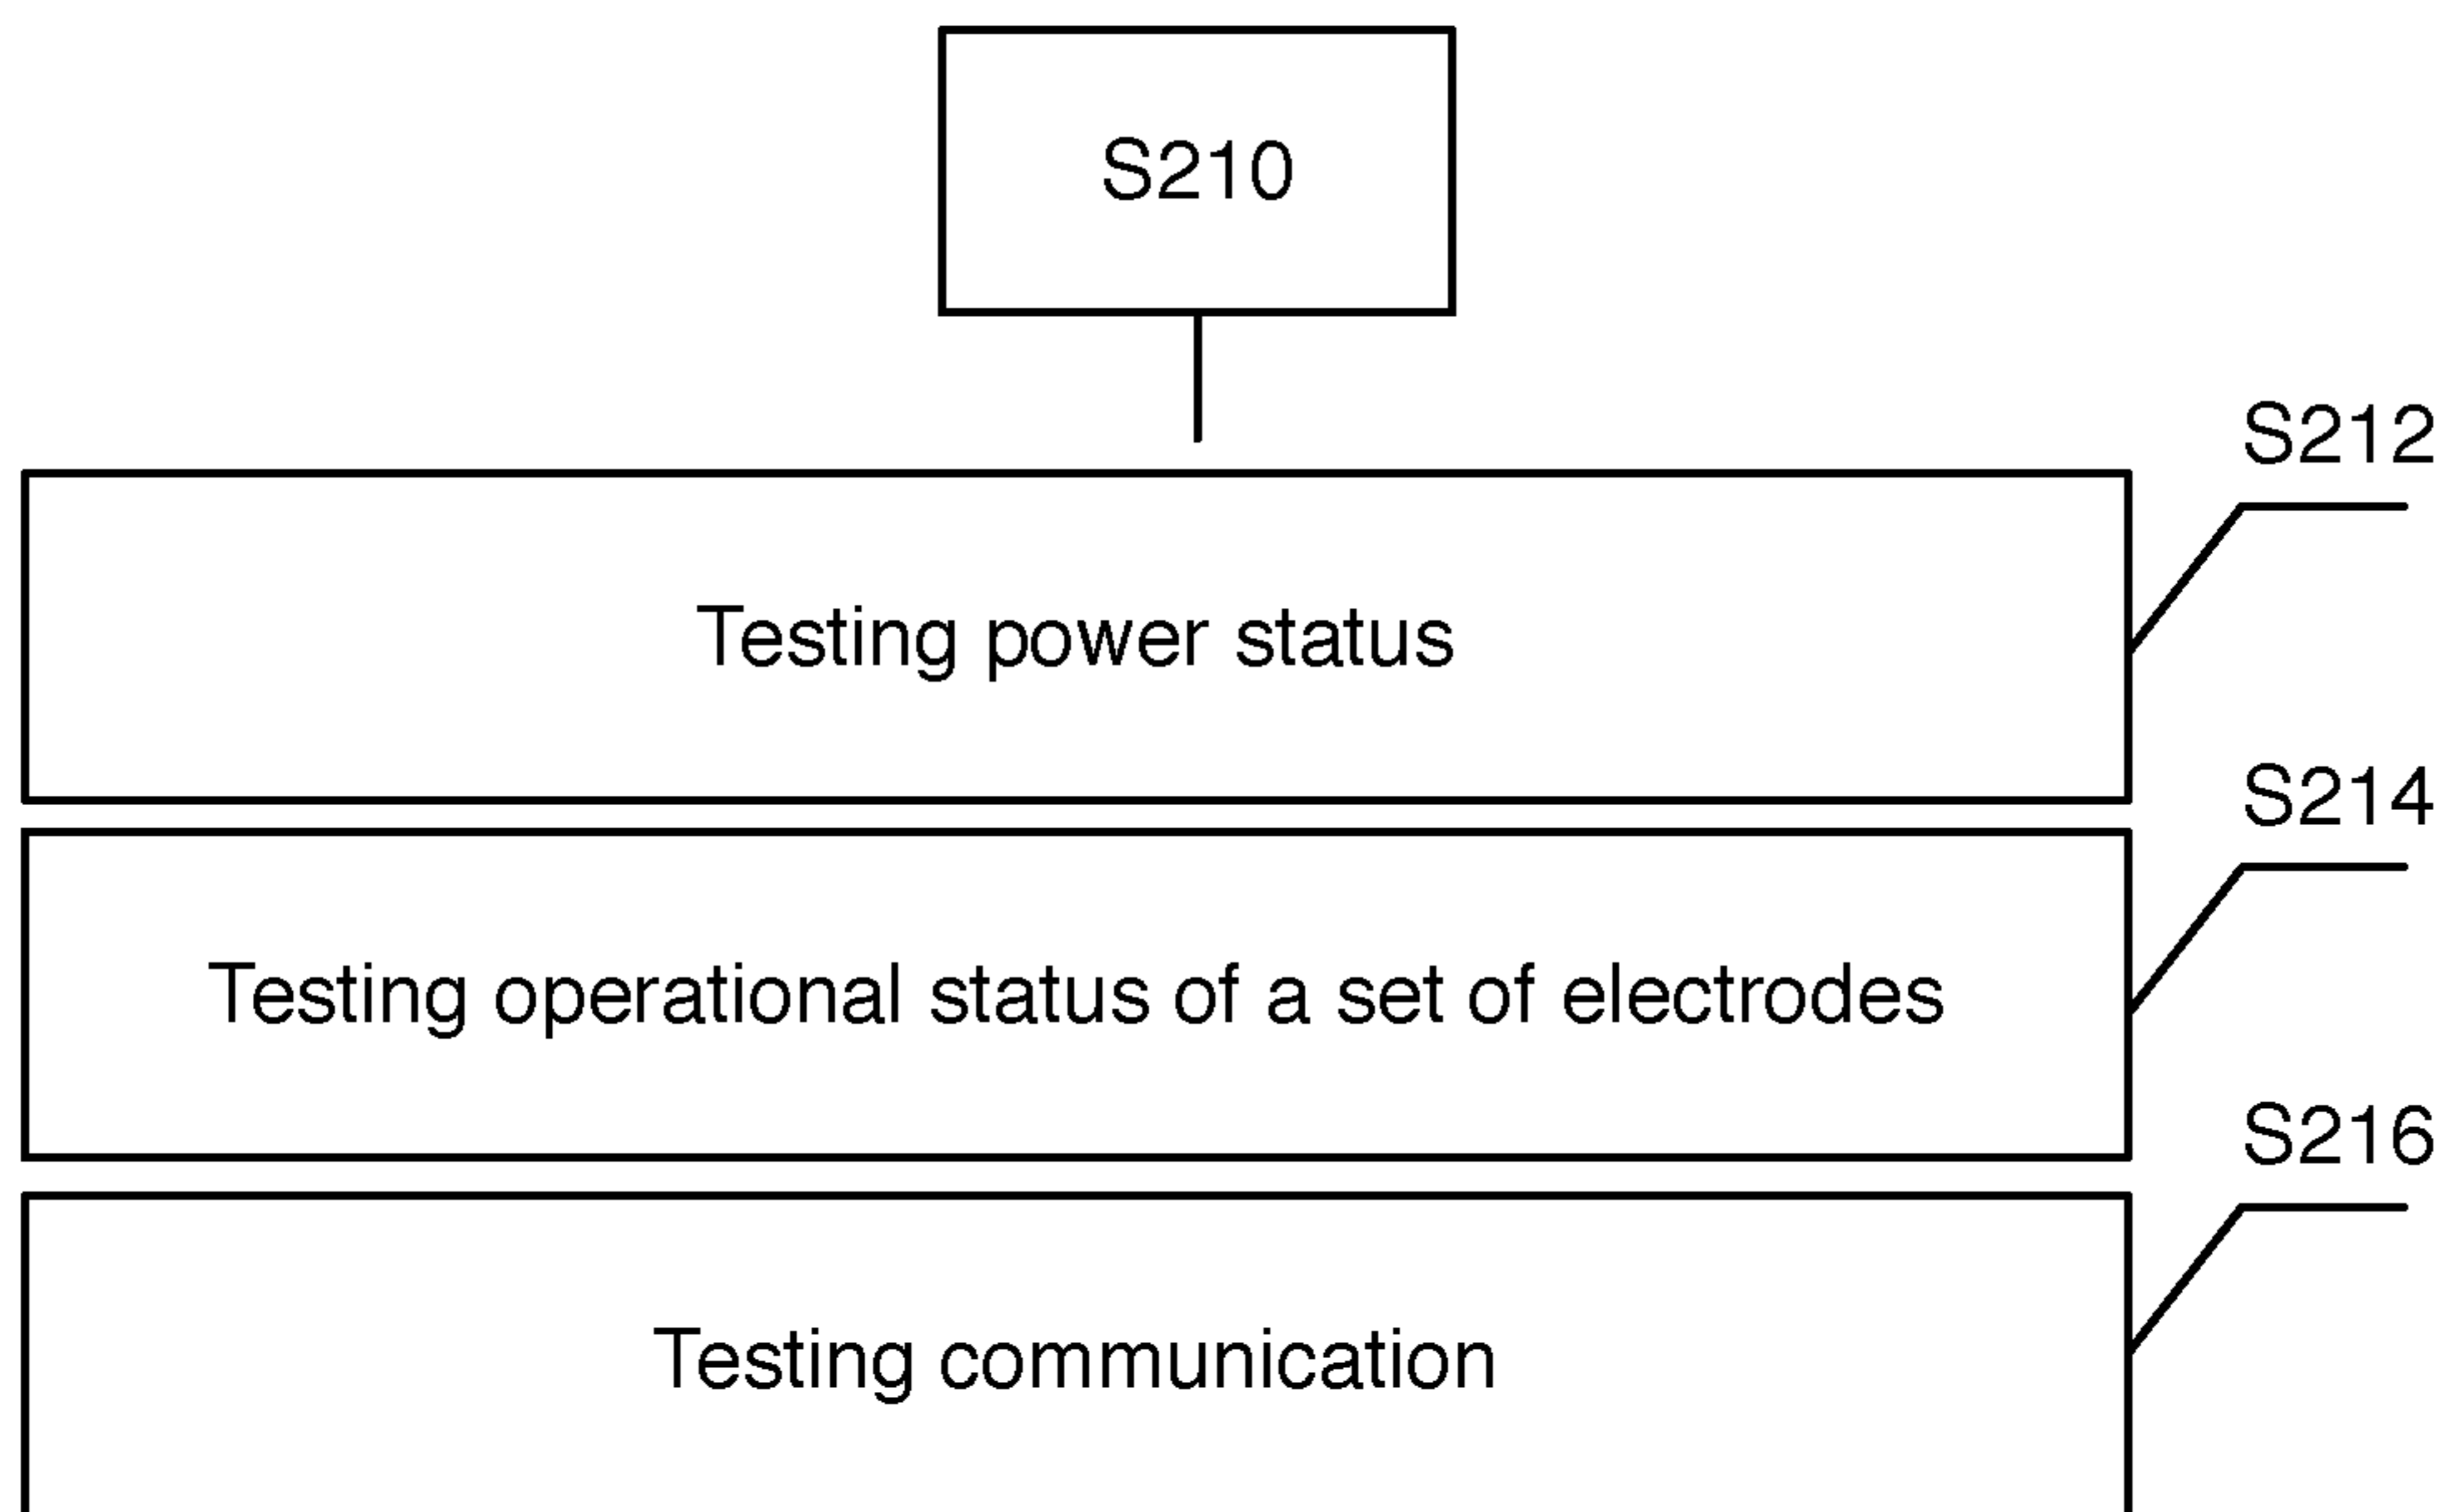 S210
S212
Testing power status
S214
Testing operational status of a set of electrodes
S216
Testing communication